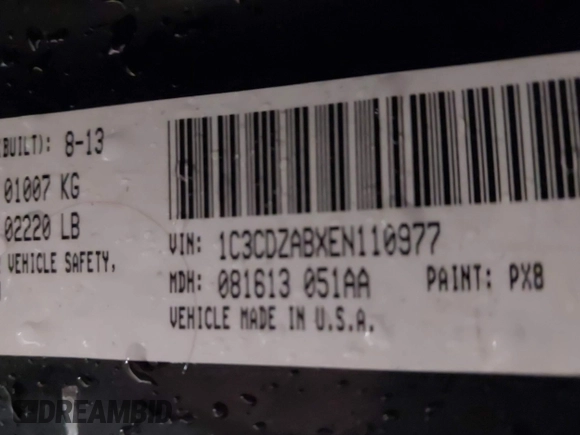 (BUILT): 8-13
01007 KG
02220 LB
VEHICLE SAFETY,
VIN: 1C3CDZABXEN110977
MDH: 081613 051AA PAINT: PX8
VEHICLE MADE IN U.S.A.
DREAMBID